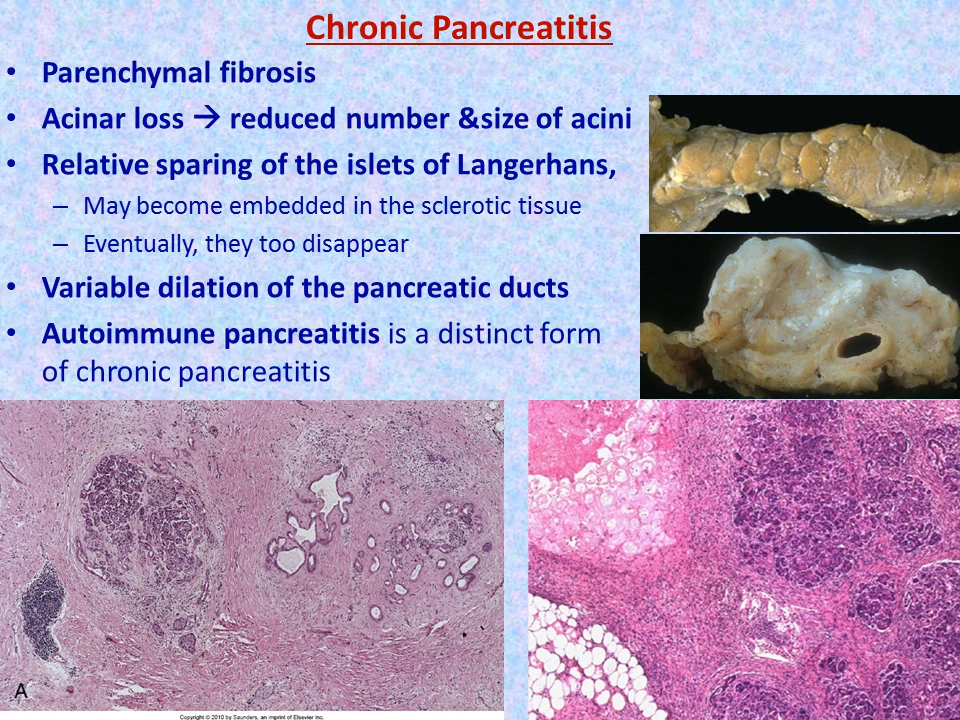 Chronic Pancreatitis
• Parenchymal fibrosis
• Acinar loss → reduced number &size of acini
• Relative sparing of the islets of Langerhans,
– May become embedded in the sclerotic tissue
– Eventually, they too disappear
• Variable dilation of the pancreatic ducts
• Autoimmune pancreatitis is a distinct form
of chronic pancreatitis
A
Copyright © 2010 by Saunders, an imprint of Elsevier Inc.